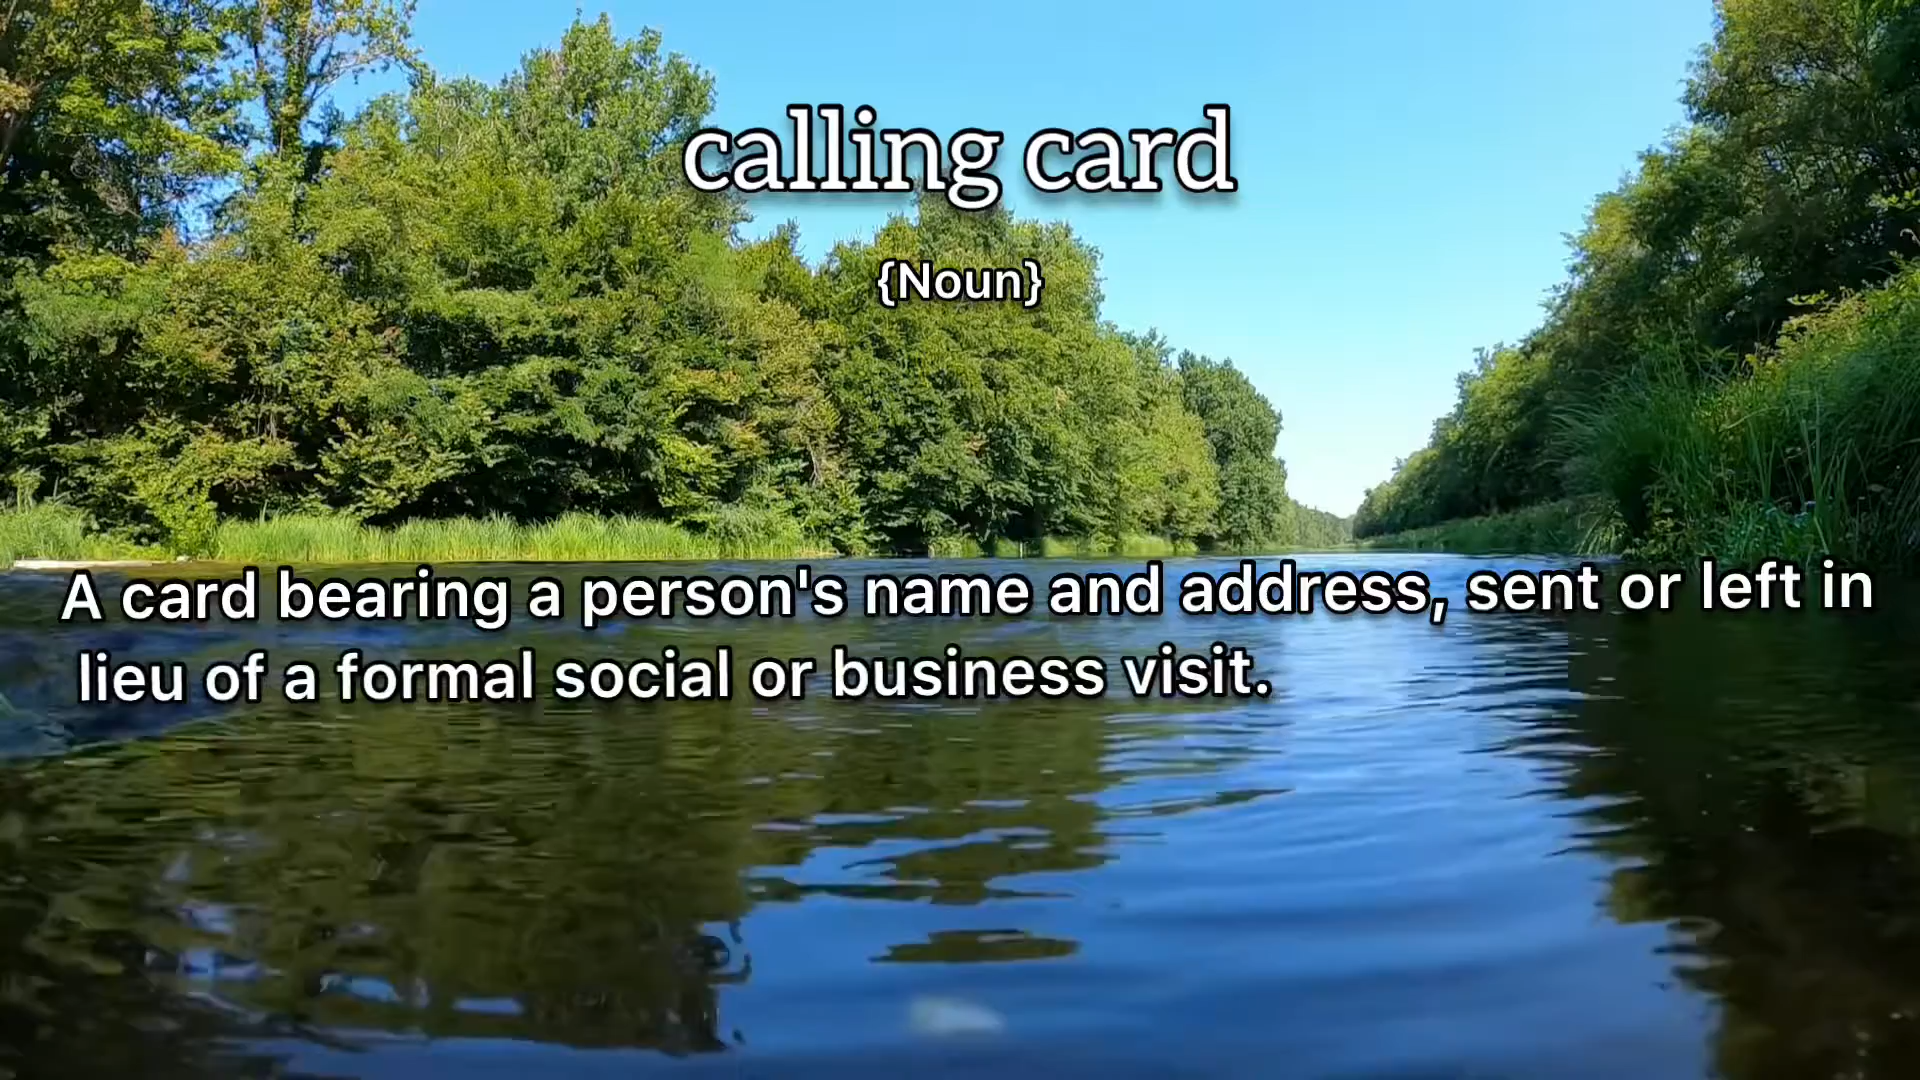 calling card
{Noun}
A card bearing a person's name and address, sent or left in
lieu of a formal social or business visit.